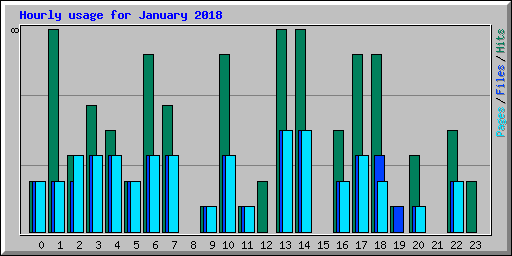 Hourly usage for January 2018
8
Pages/Files/Hits
0 1 2 3 4 5 6 7 8 9 10 11 12 13 14 15 16 17 18 19 20 21 22 23